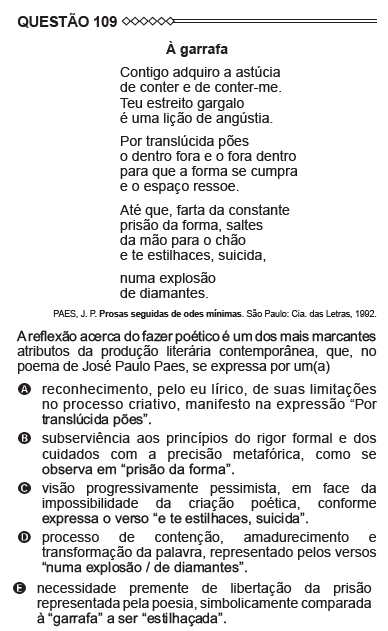 QUESTÃO 109
À garrafa
Contigo adquiro a astúcia
de conter e de conter-me.
Teu estreito gargalo
é uma lição de angústia.
Por translúcida pões
o dentro fora e o fora dentro
para que a forma se cumpra
e o espaço ressoe.
Até que, farta da constante
prisão da forma, saltes
da mão para o chão
e te estilhaces, suicida,
numa explosão
de diamantes.
PAES, J. P. Prosas seguidas de odes mínimas. São Paulo: Cia. das Letras, 1992.
A reflexão acerca do fazer poético é um dos mais marcantes
atributos da produção literária contemporânea, que, no
poema de José Paulo Paes, se expressa por um(a)
A reconhecimento, pelo eu lírico, de suas limitações
no processo criativo, manifesto na expressão “Por
translúcida pões”.
B subserviência aos princípios do rigor formal e dos
cuidados com a precisão metafórica, como se
observa em “prisão da forma”.
C visão progressivamente pessimista, em face da
impossibilidade da criação poética, conforme
expressa o verso “e te estilhaces, suicida”.
D processo de contenção, amadurecimento e
transformação da palavra, representado pelos versos
“numa explosão / de diamantes”.
E necessidade premente de libertação da prisão
representada pela poesia, simbolicamente comparada
à “garrafa” a ser “estilhaçada”.